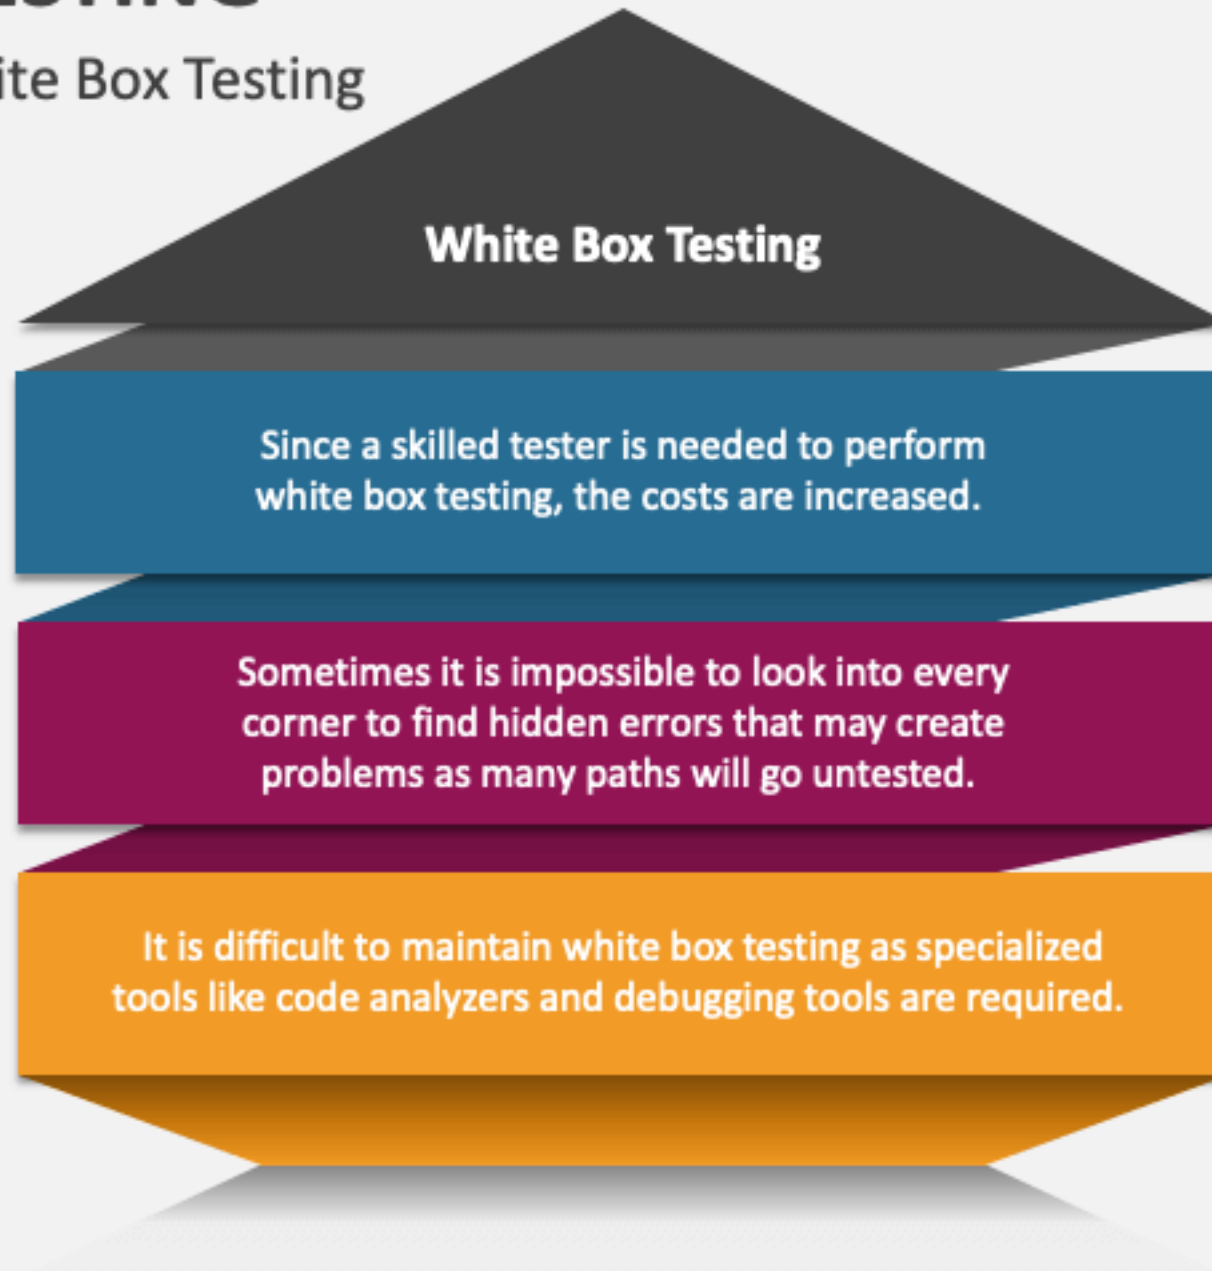 ite Box Testing
White Box Testing
Since a skilled tester is needed to perform
white box testing, the costs are increased.
Sometimes it is impossible to look into every
corner to find hidden errors that may create
problems as many paths will go untested.
It is difficult to maintain white box testing as specialized
tools like code analyzers and debugging tools are required.